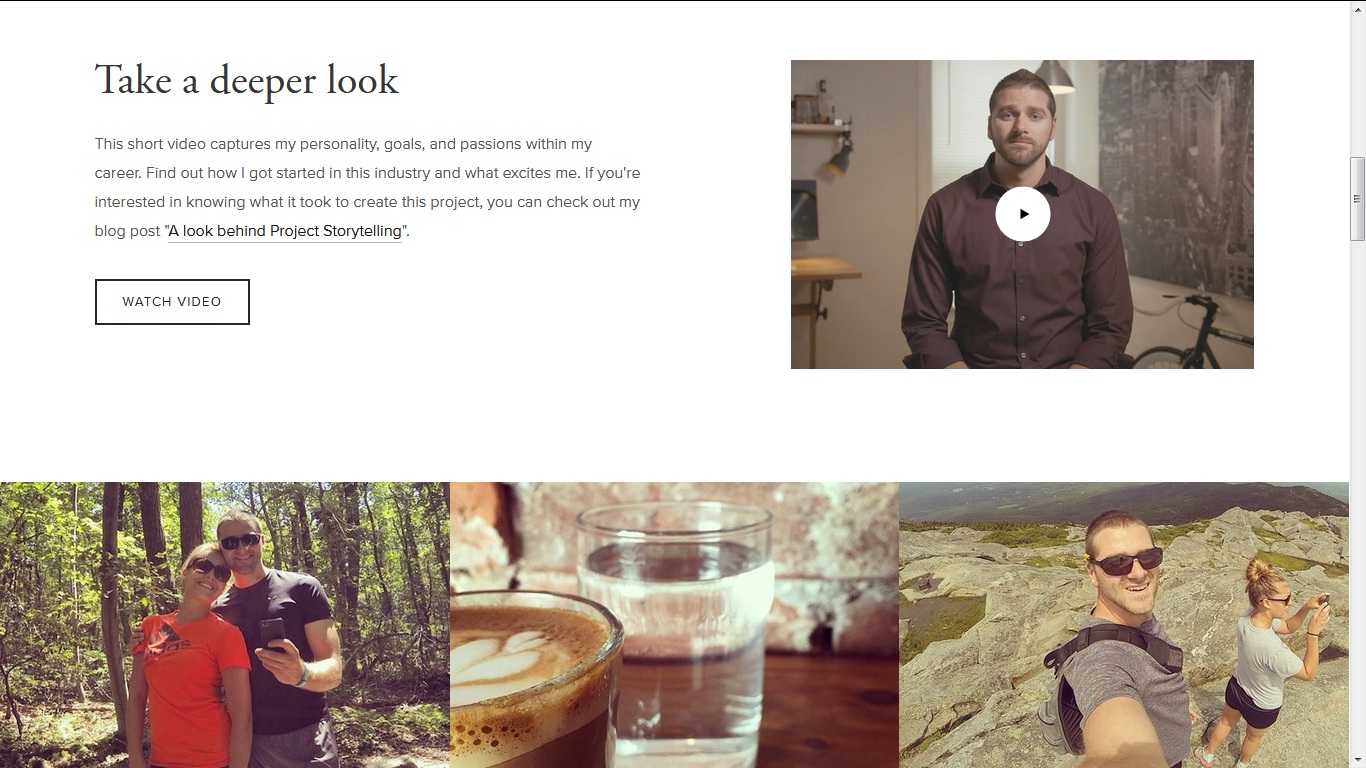 Take a deeper look
This short video captures my personality, goals, and passions within my
career. Find out how I got started in this industry and what excites me. If you're
interested in knowing what it took to create this project, you can check out my
blog post "A look behind Project Storytelling".
WATCH VIDEO